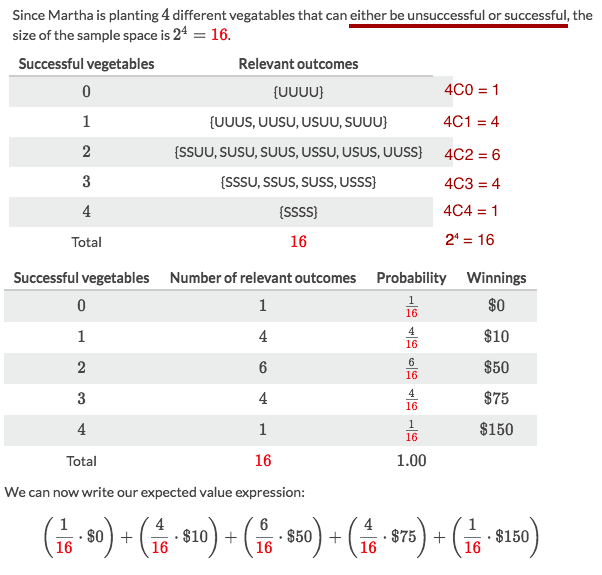 Since Martha is planting 4 different vegatables that can either be unsuccessful or successful, the
size of the sample space is 2⁴ = 16.
Successful vegetables Relevant outcomes
0 {UUUU} 4C0 = 1
1 {UUUS, UUSU, USUU, SUUU} 4C1 = 4
2 {SSUU, SUSU, SUUS, USSU, USUS, UUSS} 4C2 = 6
3 {SSSU, SSUS, SUSS, USSS} 4C3 = 4
4 {SSSS} 4C4 = 1
Total 16 2⁴ = 16
Successful vegetables Number of relevant outcomes Probability Winnings
0 1 1/16 $0
1 4 4/16 $10
2 6 6/16 $50
3 4 4/16 $75
4 1 1/16 $150
Total 16 1.00
We can now write our expected value expression:
(1/16 · $0) + (4/16 · $10) + (6/16 · $50) + (4/16 · $75) + (1/16 · $150)